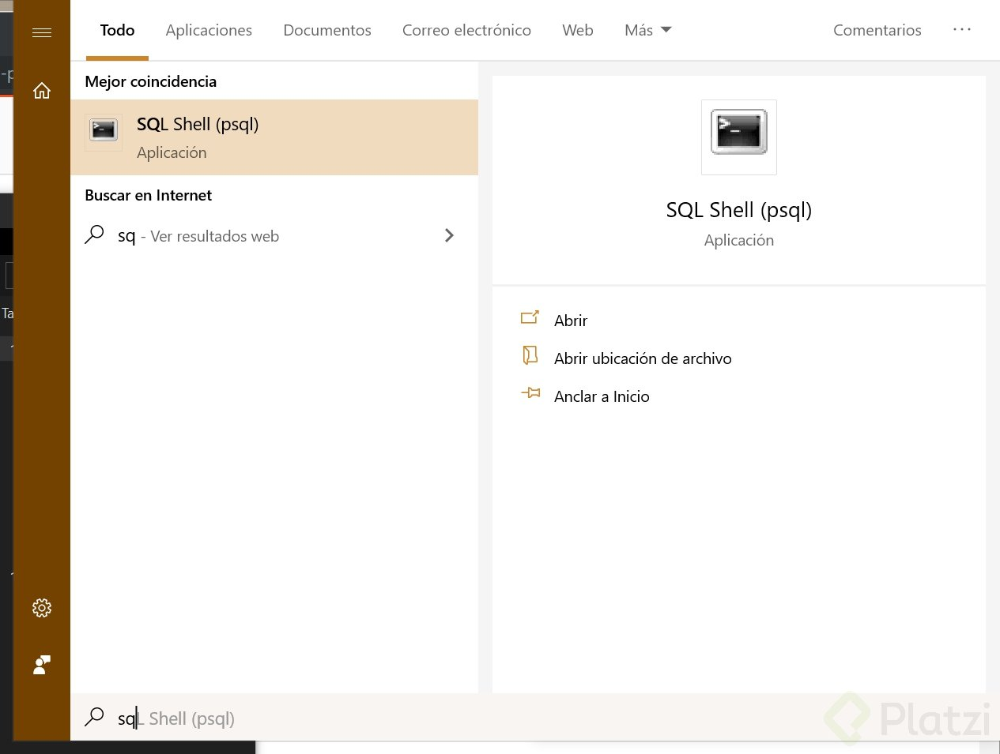 Todo Aplicaciones Documentos Correo electrónico Web Más Comentarios ...
Mejor coincidencia
SQL Shell (psql)
Aplicación
Buscar en Internet
sq - Ver resultados web
SQL Shell (psql)
Aplicación
Abrir
Abrir ubicación de archivo
Anclar a Inicio
sqL Shell (psql)
Platzi
-p
Ta